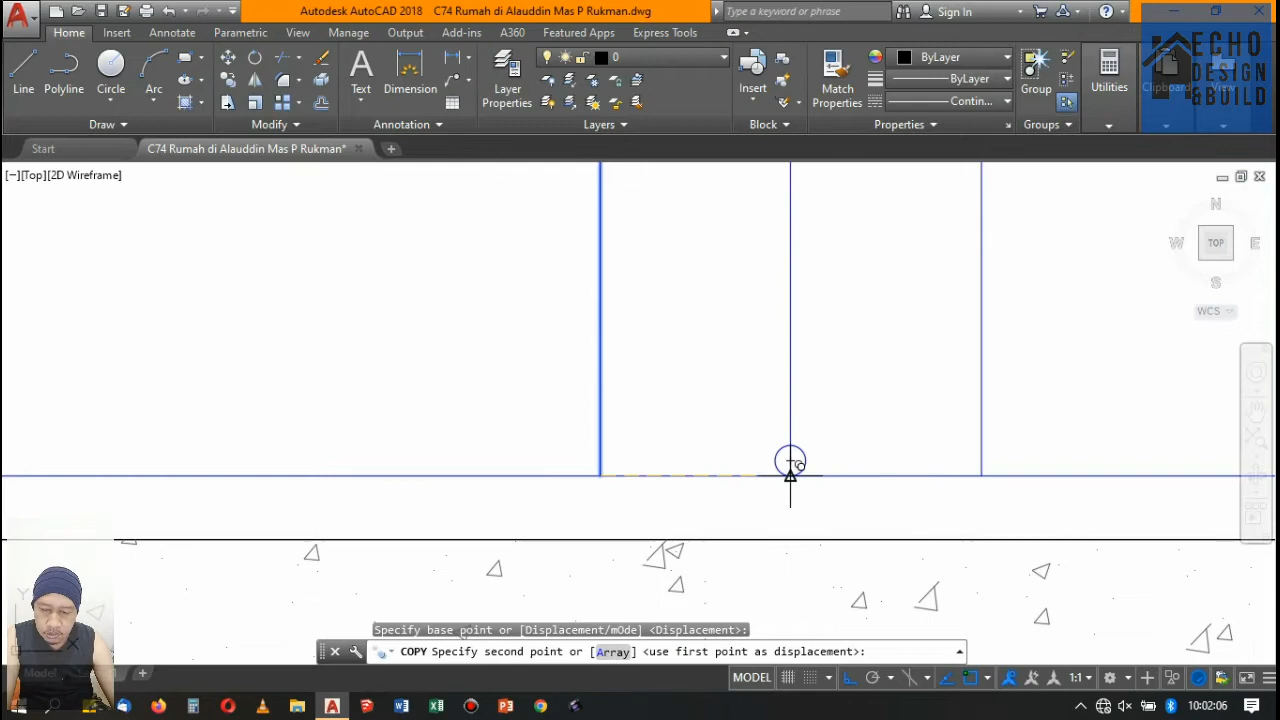 Autodesk AutoCAD 2018 C74 Rumah di Alauddin Mas P Rukman.dwg
Type a keyword or phrase
Sign In
Home Insert Annotate Parametric View Manage Output Add-ins A360 Featured Apps Express Tools
ECHO
DESIGN
&BUILD
0
ByLayer
ByLayer
Contin...
Line Polyline Circle Arc Text Dimension Layer Properties Insert Match Properties Group Utilities Clipboard View
Draw Modify Annotation Layers Block Properties Groups
Start C74 Rumah di Alauddin Mas P Rukman*
[−][Top][2D Wireframe]
N
W TOP E
S
WCS
Y
Specify base point or [Displacement/mOde] <Displacement>:
COPY Specify second point or [Array] <use first point as displacement>:
Model
MODEL 1:1
10:02:06